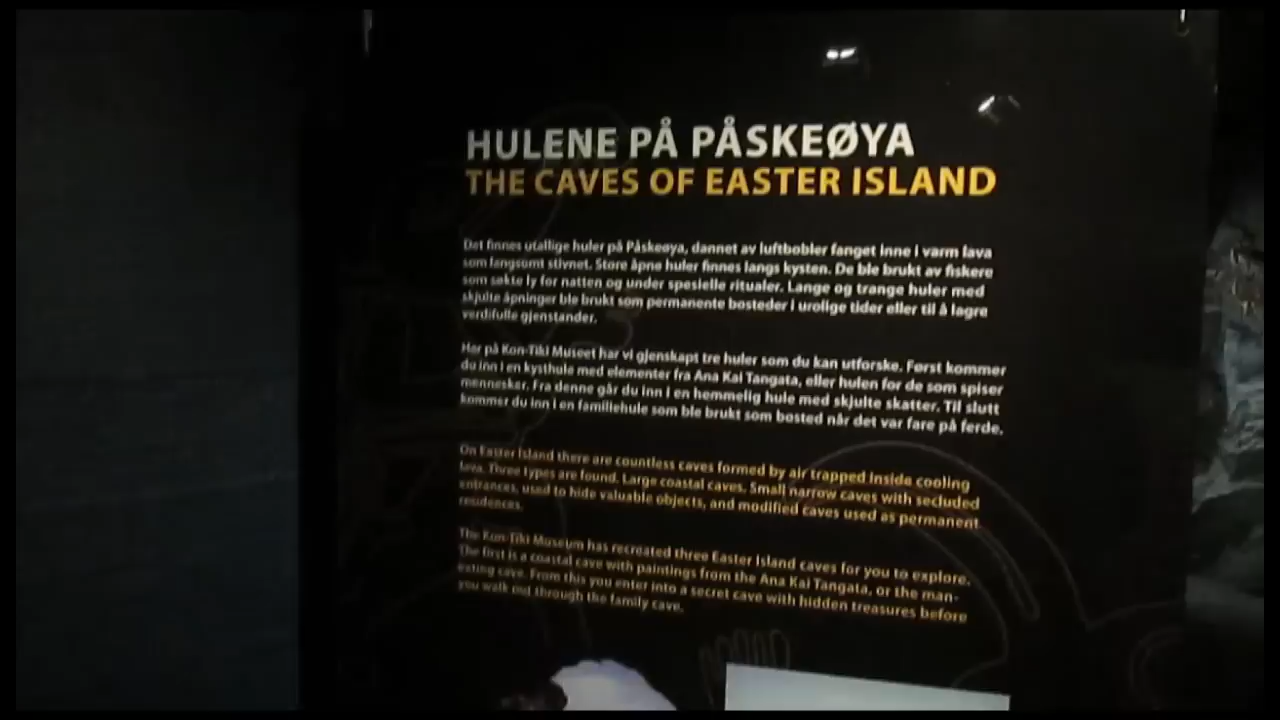 HULENE PÅ PÅSKEØYA
THE CAVES OF EASTER ISLAND
Det finnes utallige huler på Påskeøya, dannet av luftbobler fanget inne i varm lava
som langsomt stivnet. Store åpne huler finnes langs kysten. De ble brukt av fiskere
som søkte ly for natten og under spesielle ritualer. Lange og trange huler med
skjulte åpninger ble brukt som permanente bosteder i urolige tider eller til å lagre
verdifulle gjenstander.
Her på Kon-Tiki Museet har vi gjenskapt tre huler som du kan utforske. Først kommer
du inn i en kysthule med elementer fra Ana Kai Tangata, eller hulen for de som spiser
mennesker. Fra denne går du inn i en hemmelig hule med skjulte skatter. Til slutt
kommer du inn i en familiehule som ble brukt som bosted når det var fare på ferde.
On Easter Island there are countless caves formed by air trapped inside cooling
lava. Three types are found. Large coastal caves. Small narrow caves with secluded
entrances, used to hide valuable objects, and modified caves used as permanent
residences.
The Kon-Tiki Museum has recreated three Easter Island caves for you to explore.
The first is a coastal cave with paintings from the Ana Kai Tangata, or the man-
eating cave. From this you enter into a secret cave with hidden treasures before
you walk out through the family cave.